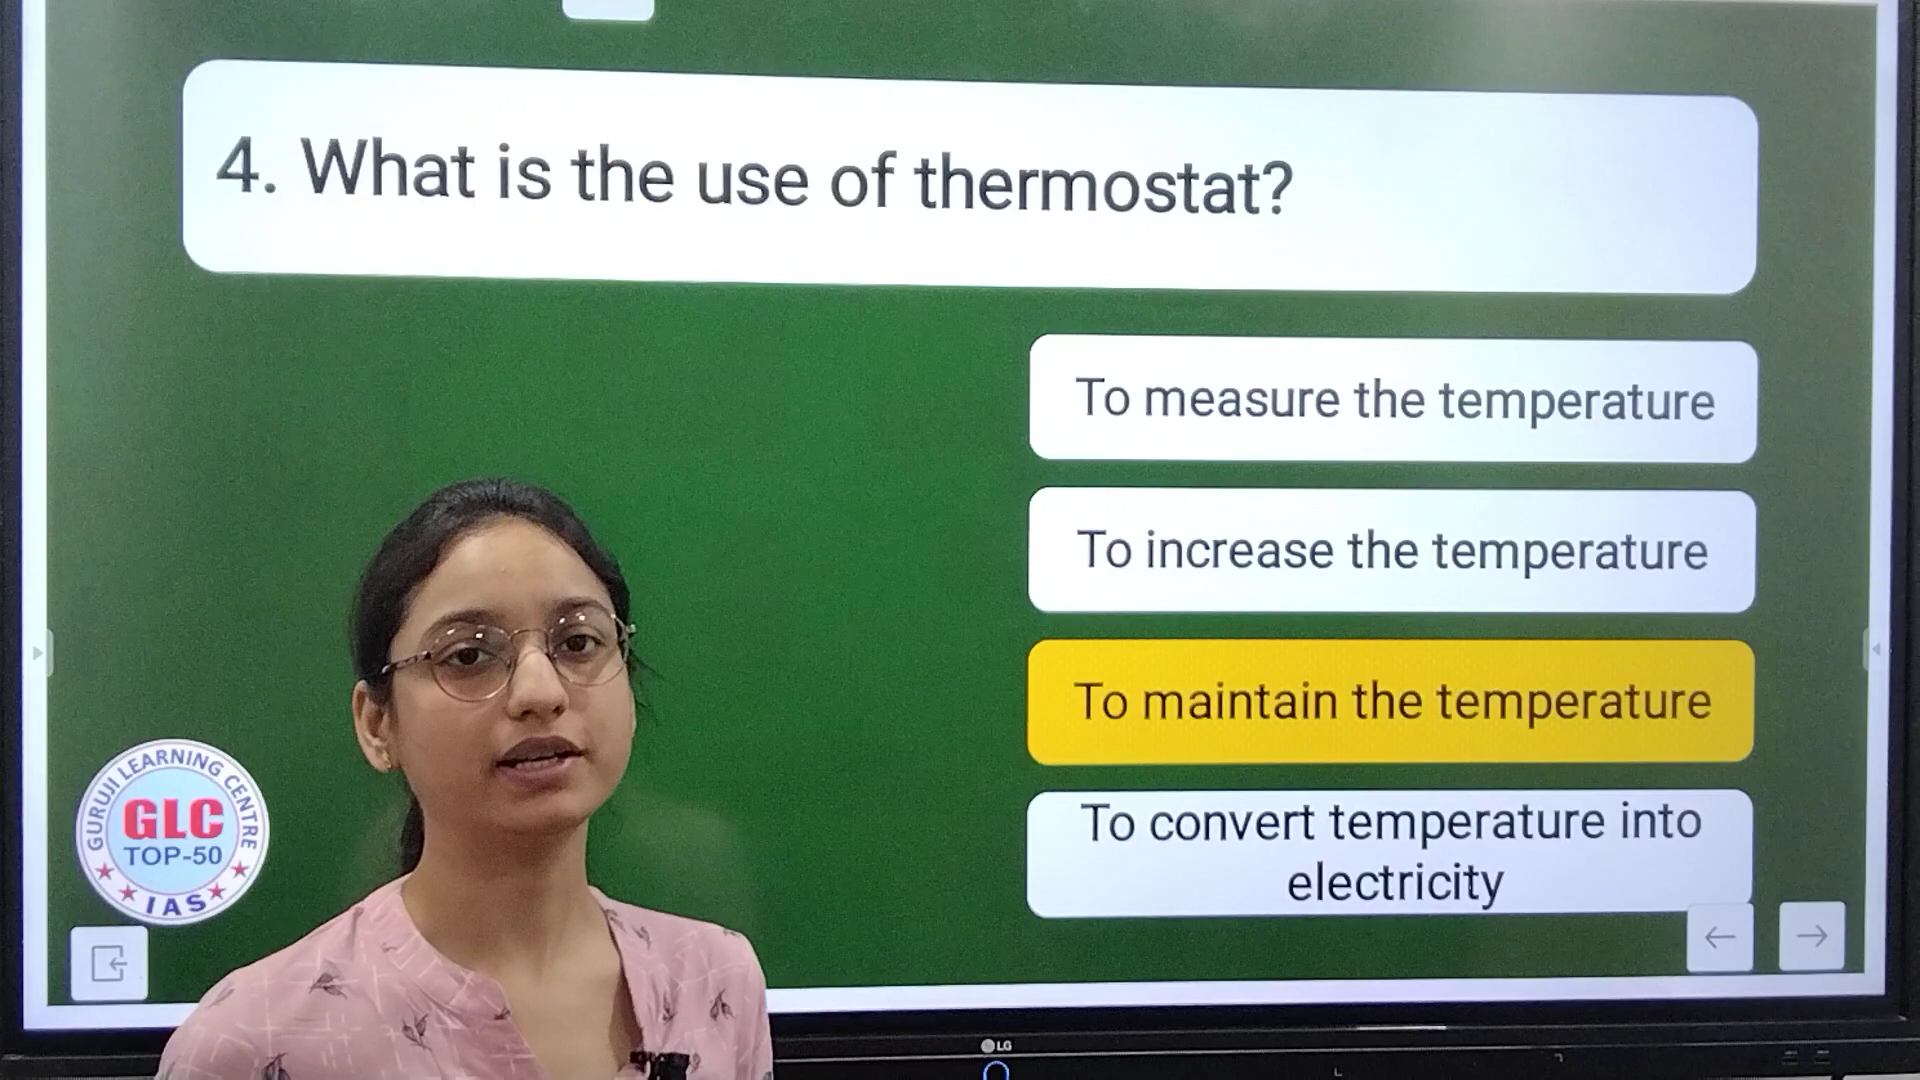 4. What is the use of thermostat?
To measure the temperature
To increase the temperature
To maintain the temperature
To convert temperature into
electricity
GURUJI LEARNING CENTRE
GLC
TOP-50
IAS
LG